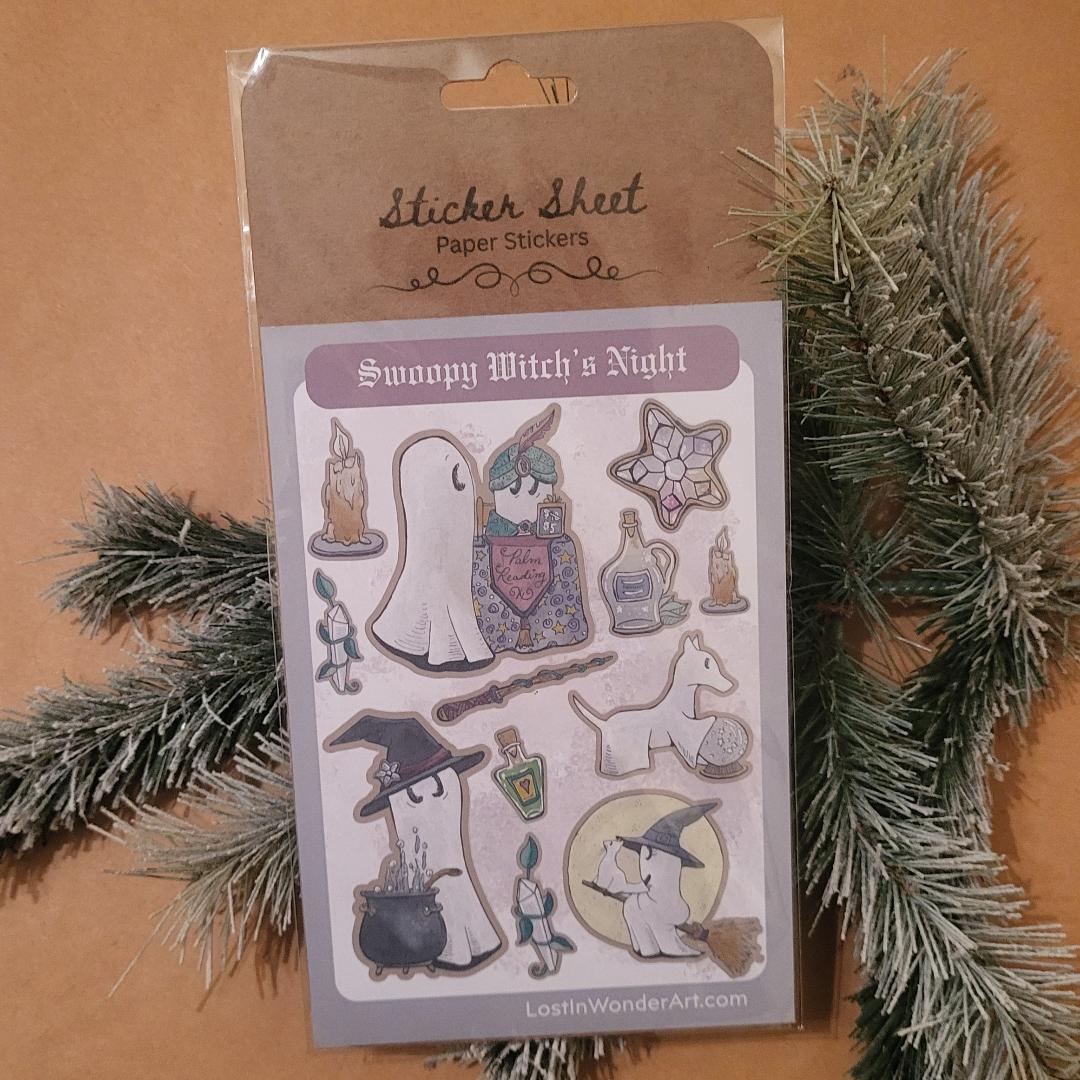 Sticker Sheet
Paper Stickers
Swoopy Witch's Night
Palm
Reading
LostInWonderArt.com